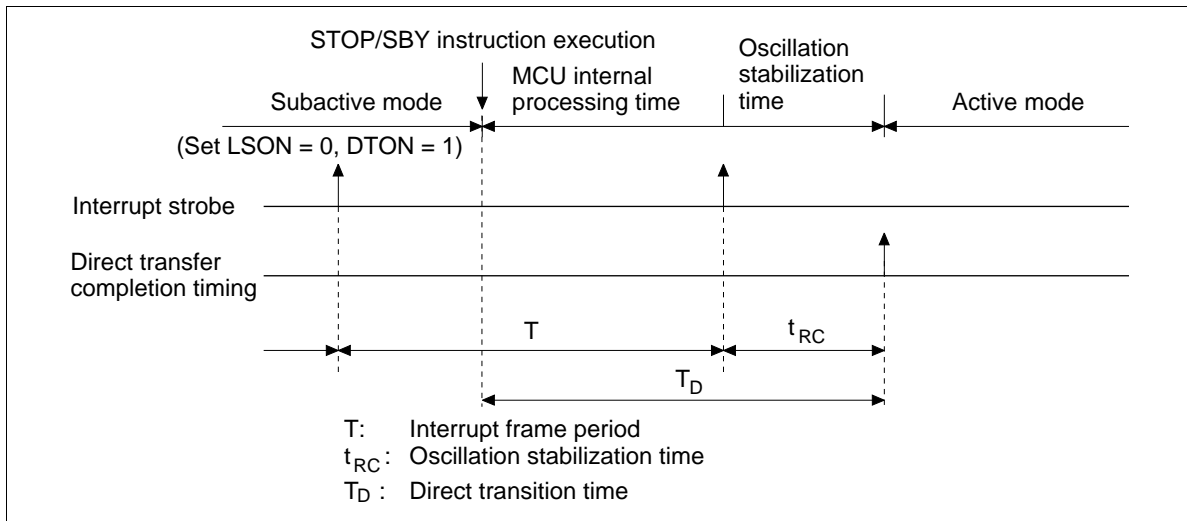 STOP/SBY instruction execution
Oscillation
stabilization
time
MCU internal
processing time
Subactive mode
Active mode
(Set LSON = 0, DTON = 1)
Interrupt strobe
Direct transfer
completion timing
T
tRC
TD
T: Interrupt frame period
tRC : Oscillation stabilization time
TD : Direct transition time